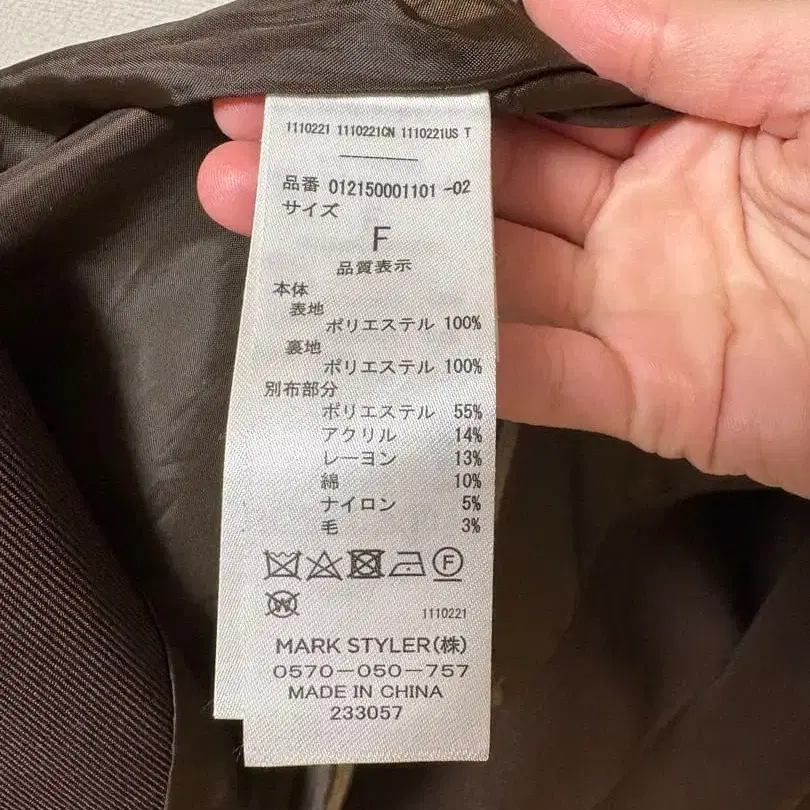 1110221 1110221CN 1110221US T
品番 012150001101 -02
サイズ
F
品質表示
本体
表地
ポリエステル 100%
裏地
ポリエステル 100%
別布部分
ポリエステル 55%
アクリル 14%
レーヨン 13%
綿 10%
ナイロン 5%
毛 3%
F
W
1110221
MARK STYLER(株)
0570-050-757
MADE IN CHINA
233057